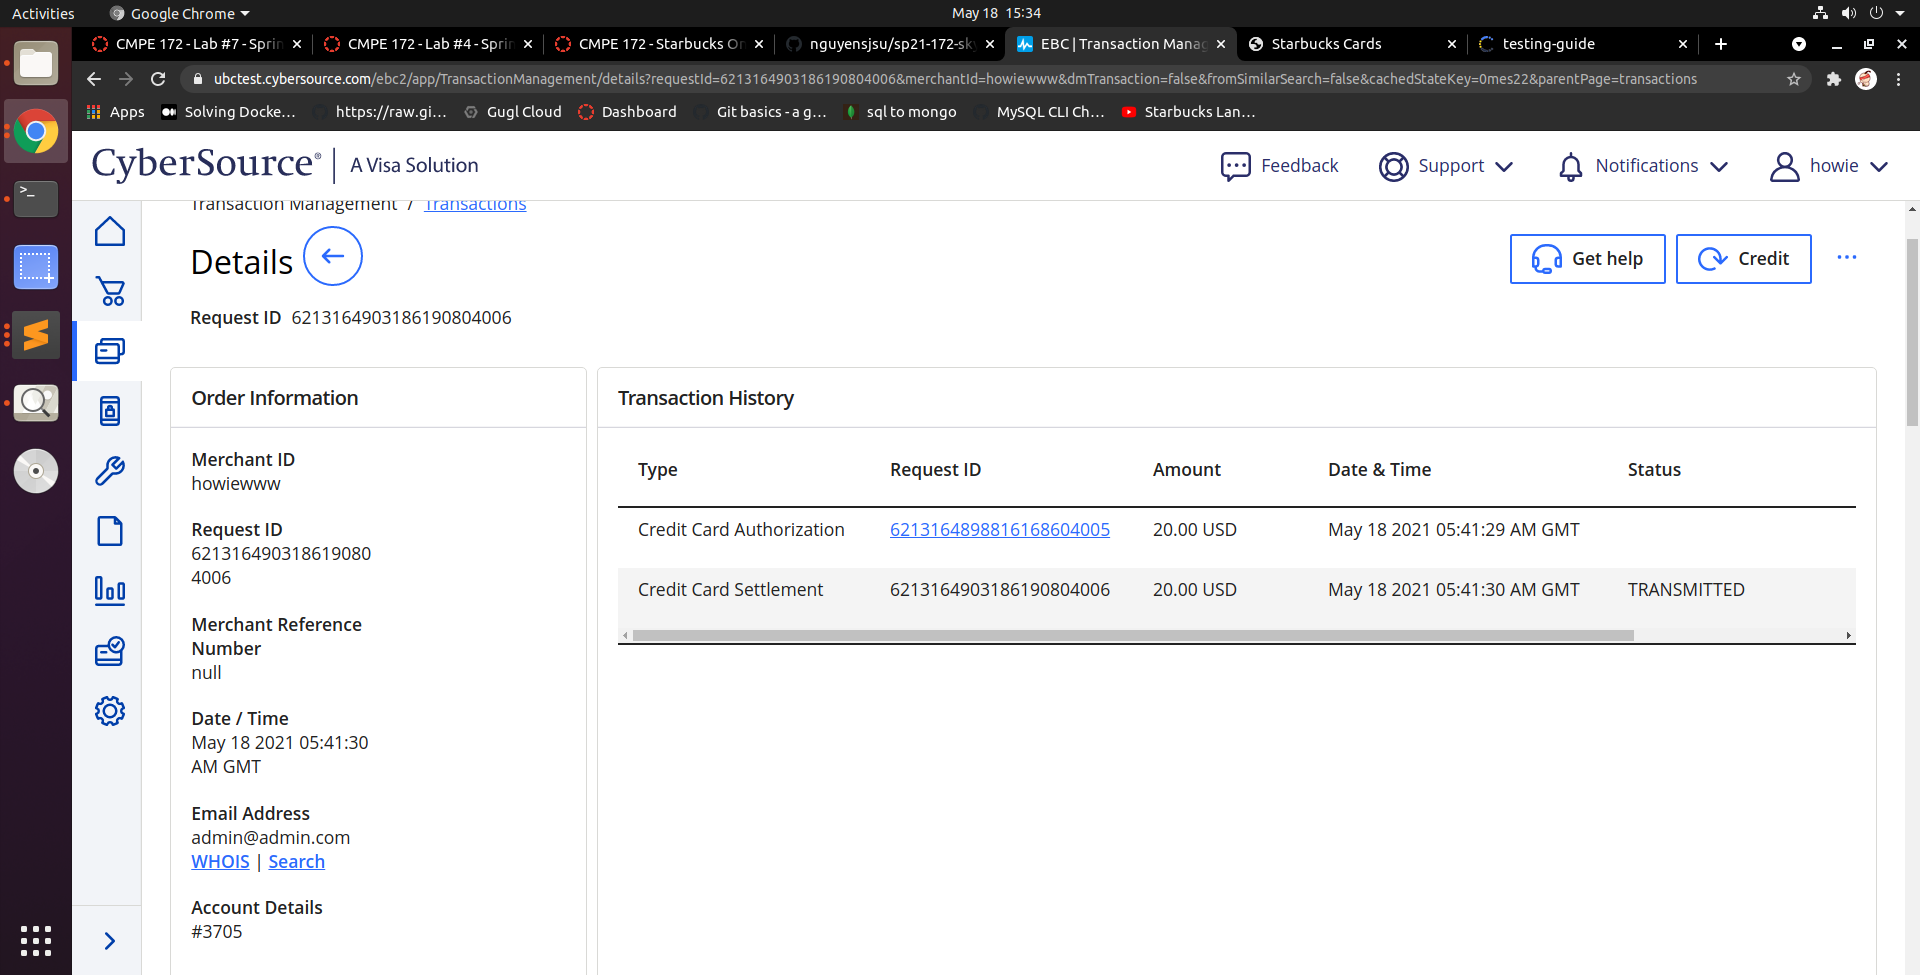 Activities
Google Chrome
May 18 15:34
CMPE 172 - Lab #7 - Sprin
CMPE 172 - Lab #4 - Sprin
CMPE 172 - Starbucks O
nguyensjsu/sp21-172-sk
EBC | Transaction Mana
Starbucks Cards
testing-guide
ubctest.cybersource.com/ebc2/app/TransactionManagement/details?requestId=6213164903186190804006&merchantId=howiewww&dmTransaction=false&fromSimilarSearch=false&cachedStateKey=0mes22&parentPage=transactions
Apps
Solving Docke...
https://raw.gi...
Gugl Cloud
Dashboard
Git basics - a g...
sql to mongo
MySQL CLI Ch...
Starbucks Lan...
CyberSource® A Visa Solution
Feedback
Support
Notifications
howie
Transaction Management / Transactions
Details
Get help
Credit
Request ID 6213164903186190804006
Order Information
Merchant ID
howiewww
Request ID
621316490318619080
4006
Merchant Reference
Number
null
Date / Time
May 18 2021 05:41:30
AM GMT
Email Address
admin@admin.com
WHOIS | Search
Account Details
#3705
Transaction History
Type Request ID Amount Date & Time Status
Credit Card Authorization 6213164898816168604005 20.00 USD May 18 2021 05:41:29 AM GMT
Credit Card Settlement 6213164903186190804006 20.00 USD May 18 2021 05:41:30 AM GMT TRANSMITTED